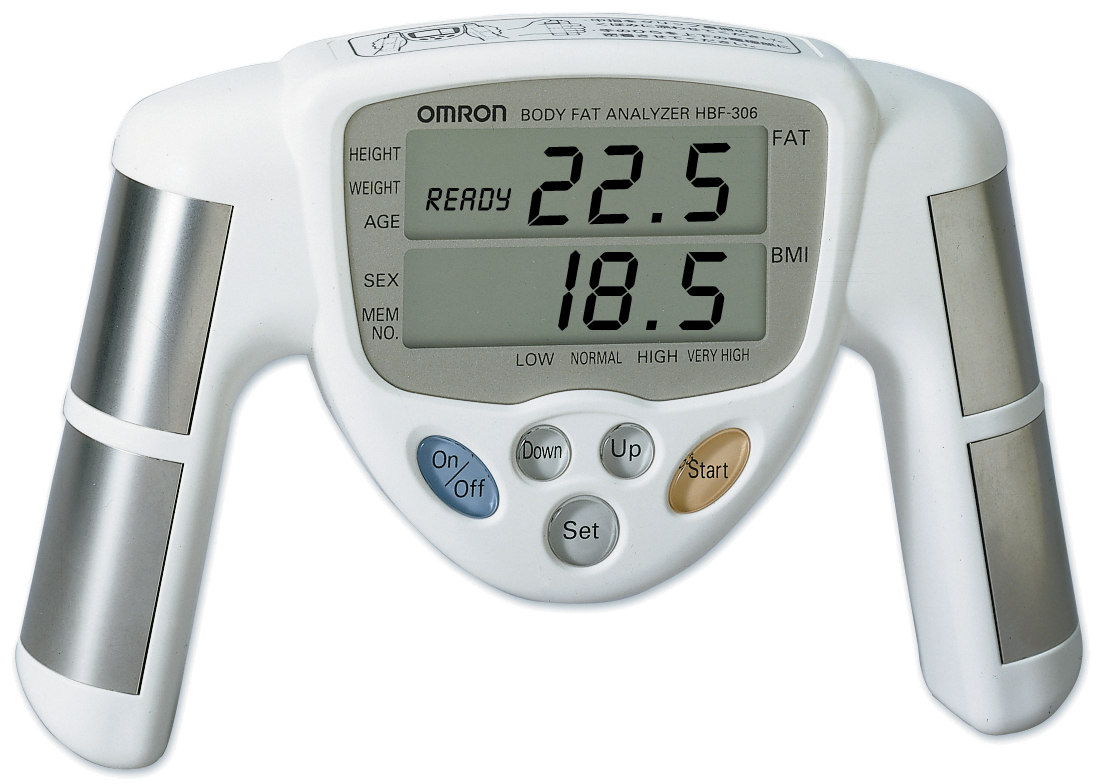 OMRON BODY FAT ANALYZER HBF-306
FAT
HEIGHT
WEIGHT
AGE
READY 22.5
BMI
SEX
MEM
NO.
18.5
LOW NORMAL HIGH VERY HIGH
On/Off
Down
Up
Start
Set